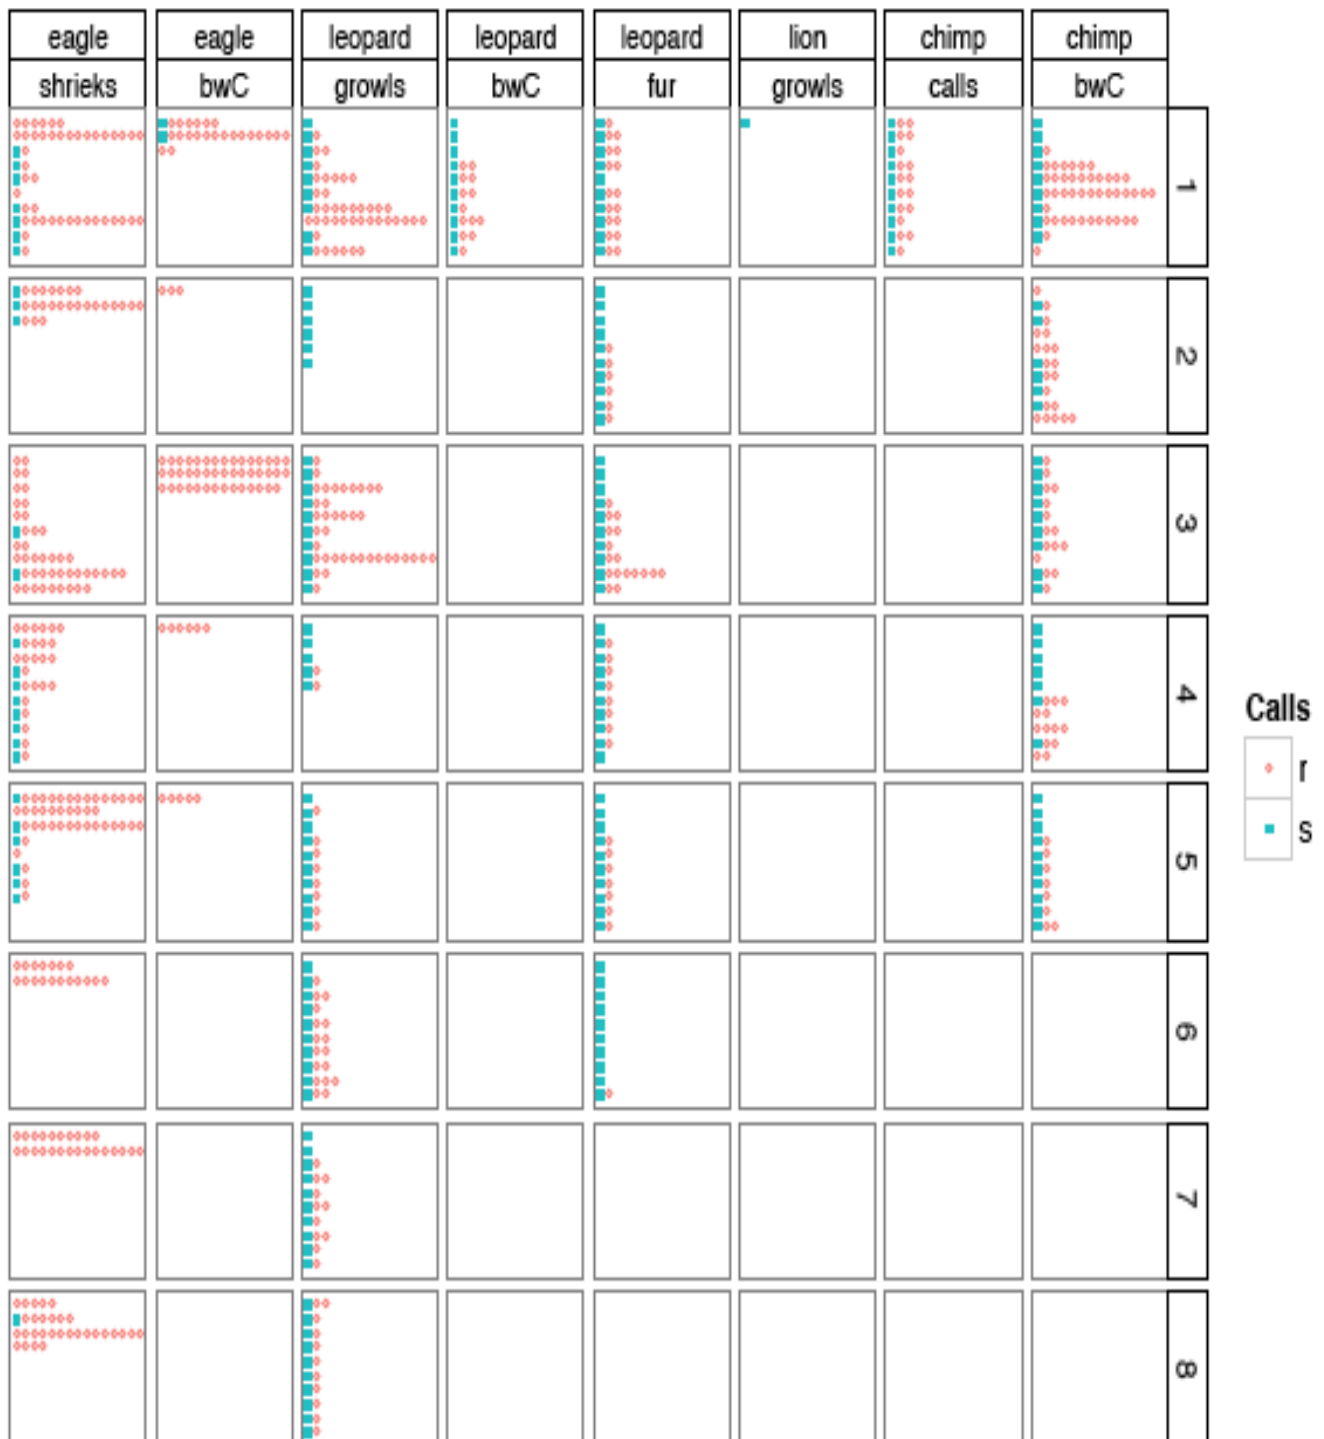 eagle eagle leopard leopard leopard lion chimp chimp
shrieks bwC growls bwC fur growls calls bwC
1
2
3
4
5
6
7
8
Calls
r
s